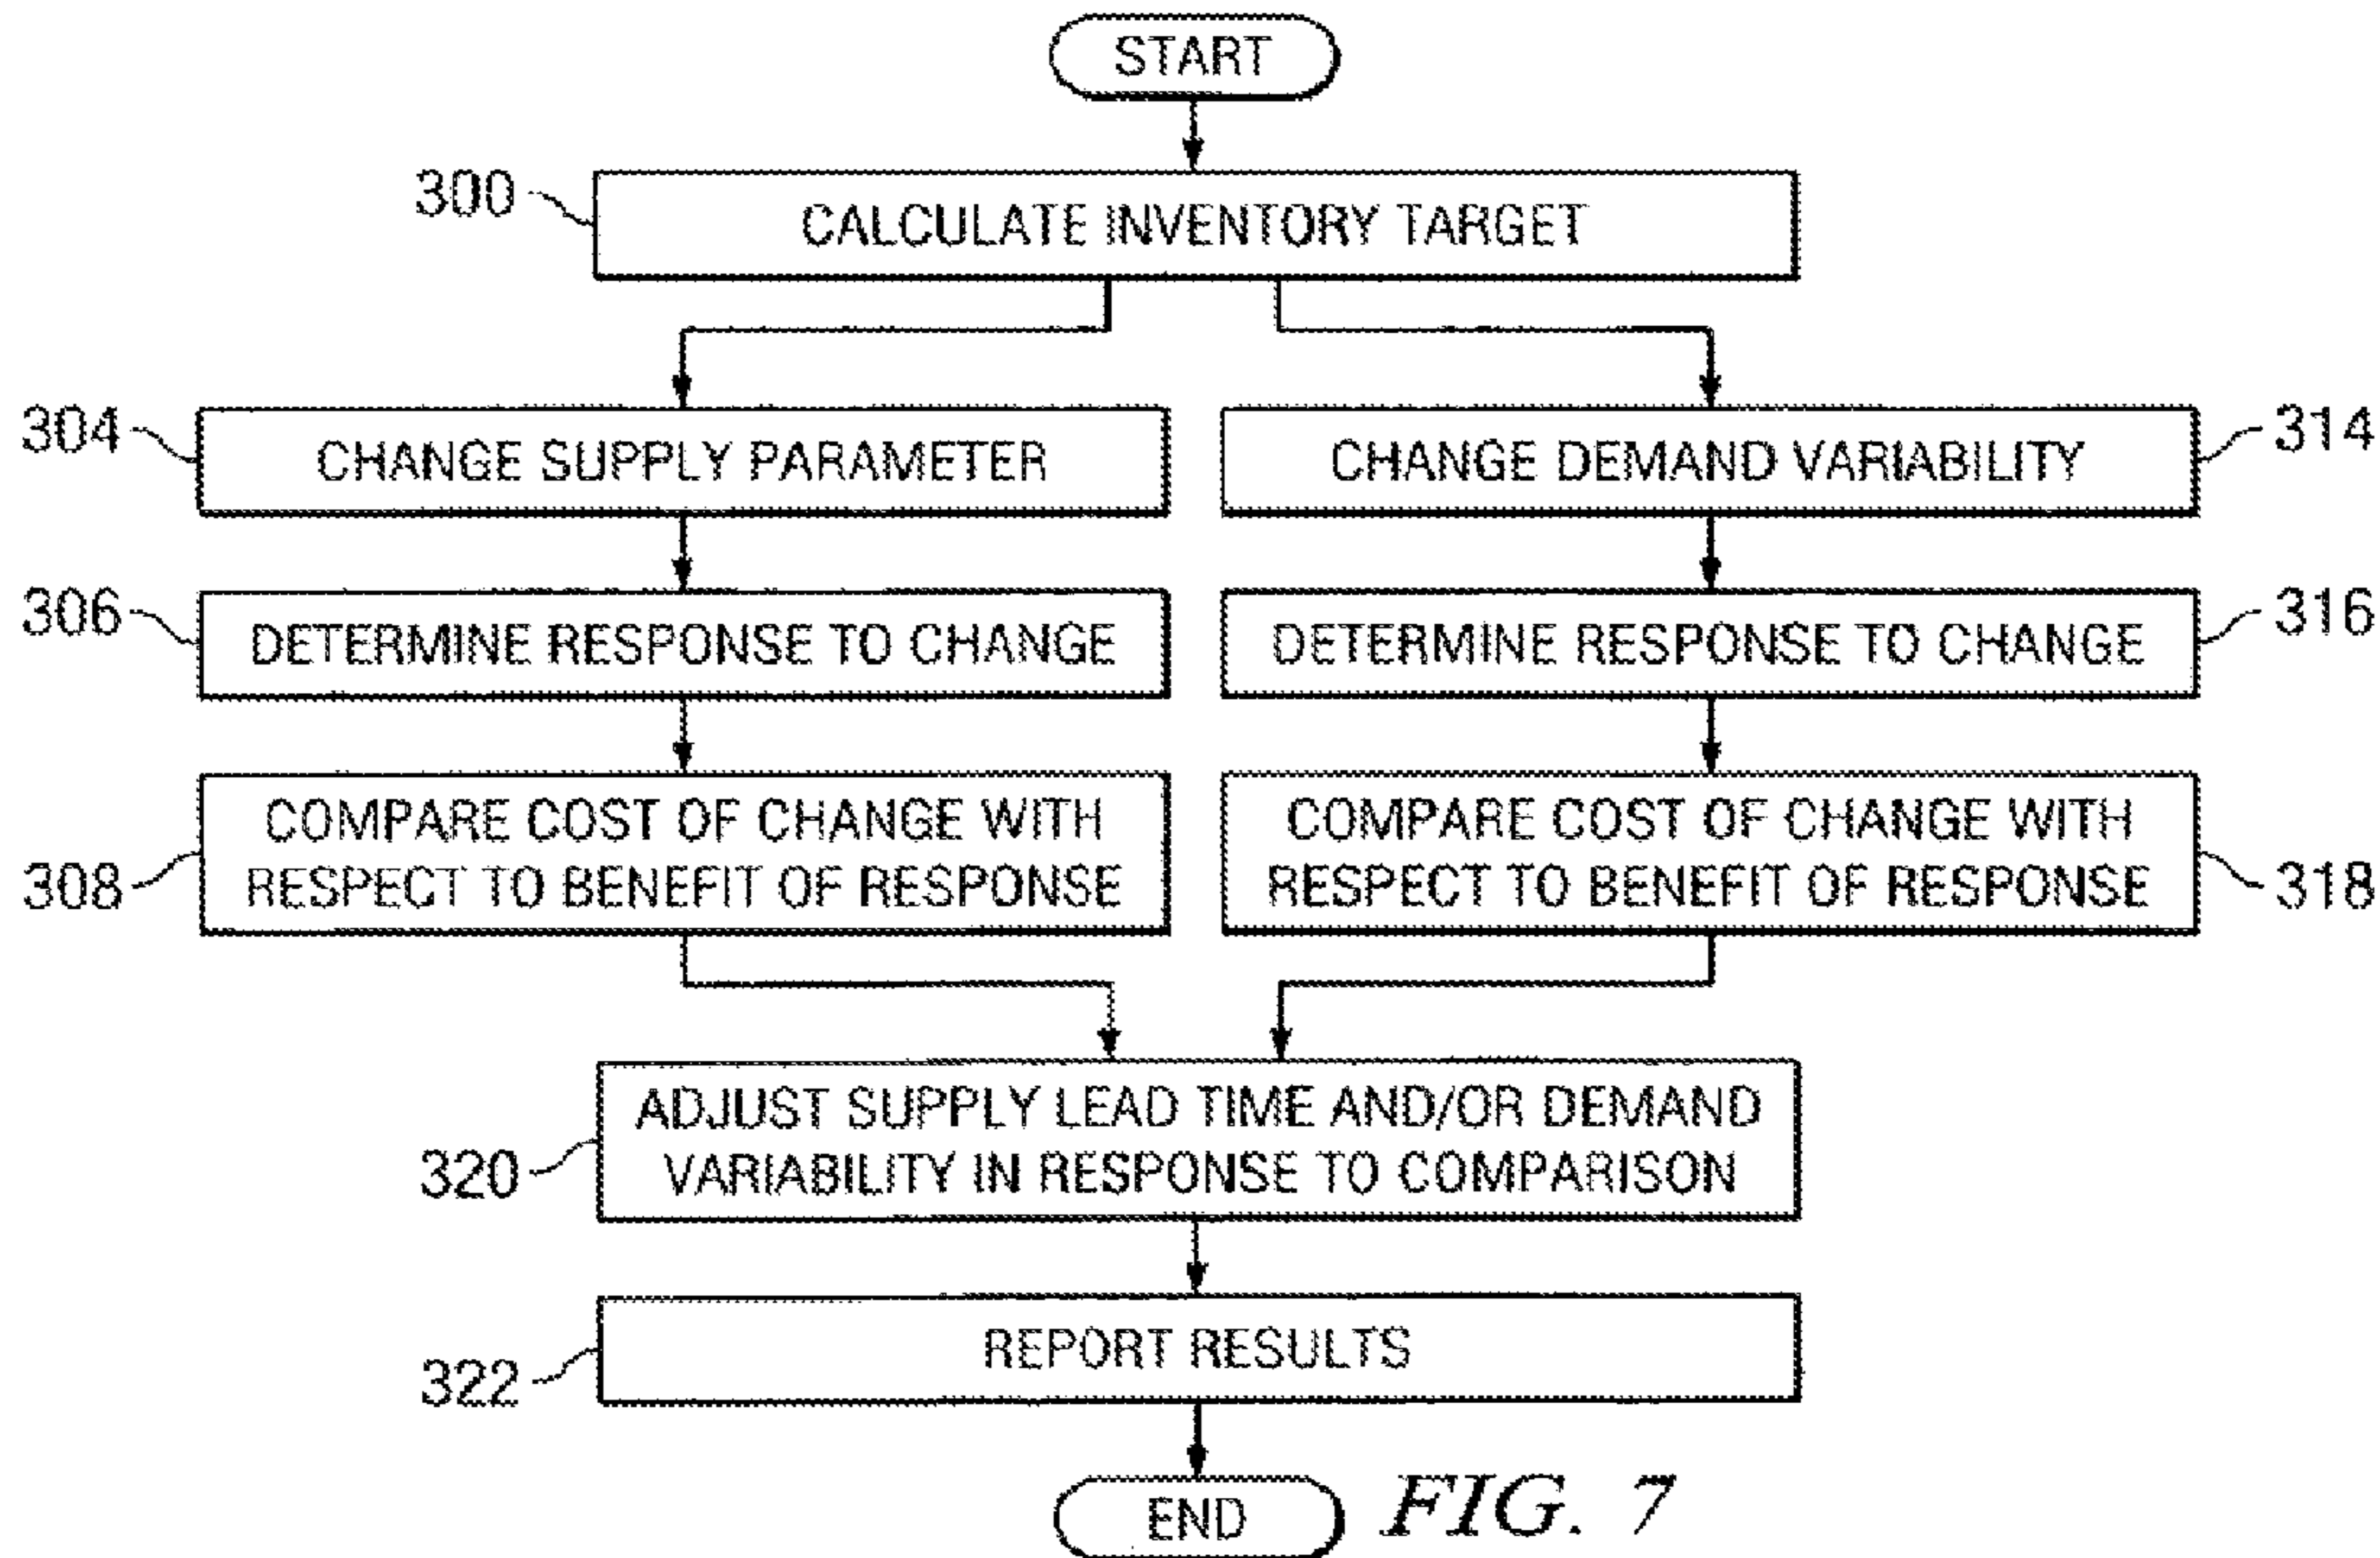 START
300
CALCULATE INVENTORY TARGET
304
CHANGE SUPPLY PARAMETER
CHANGE DEMAND VARIABILITY
314
306
DETERMINE RESPONSE TO CHANGE
DETERMINE RESPONSE TO CHANGE
316
308
COMPARE COST OF CHANGE WITH
RESPECT TO BENEFIT OF RESPONSE
COMPARE COST OF CHANGE WITH
RESPECT TO BENEFIT OF RESPONSE
318
320
ADJUST SUPPLY LEAD TIME AND/OR DEMAND
VARIABILITY IN RESPONSE TO COMPARISON
322
REPORT RESULTS
END
FIG. 7